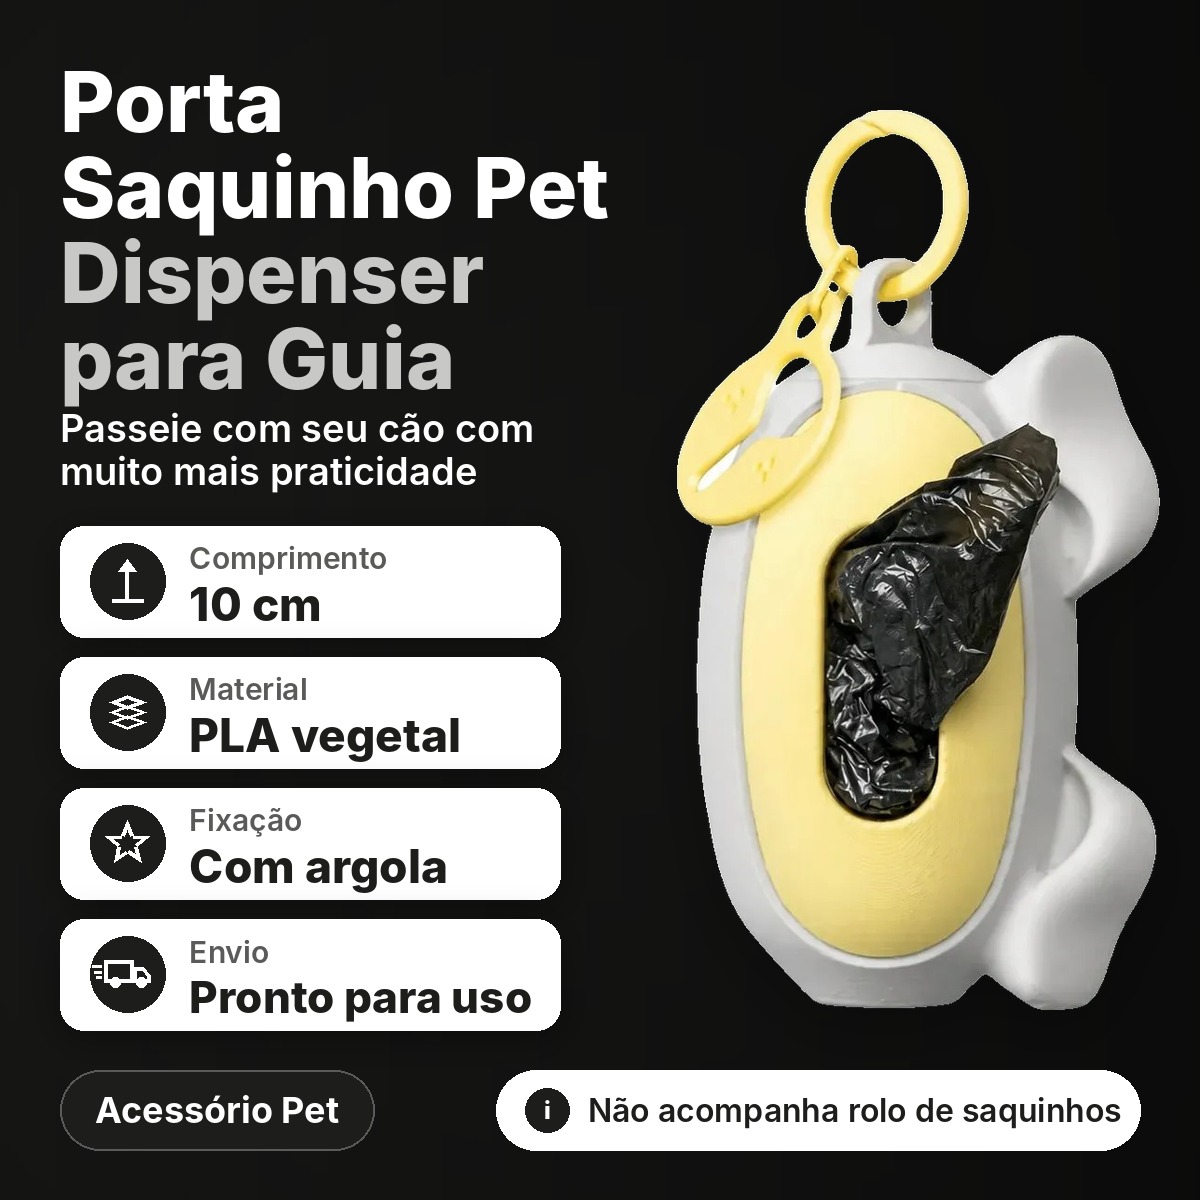 Porta
Saquinho Pet
Dispenser
para Guia
Passeie com seu cão com
muito mais praticidade
Comprimento
10 cm
Material
PLA vegetal
Fixação
Com argola
Envio
Pronto para uso
Acessório Pet
i Não acompanha rolo de saquinhos